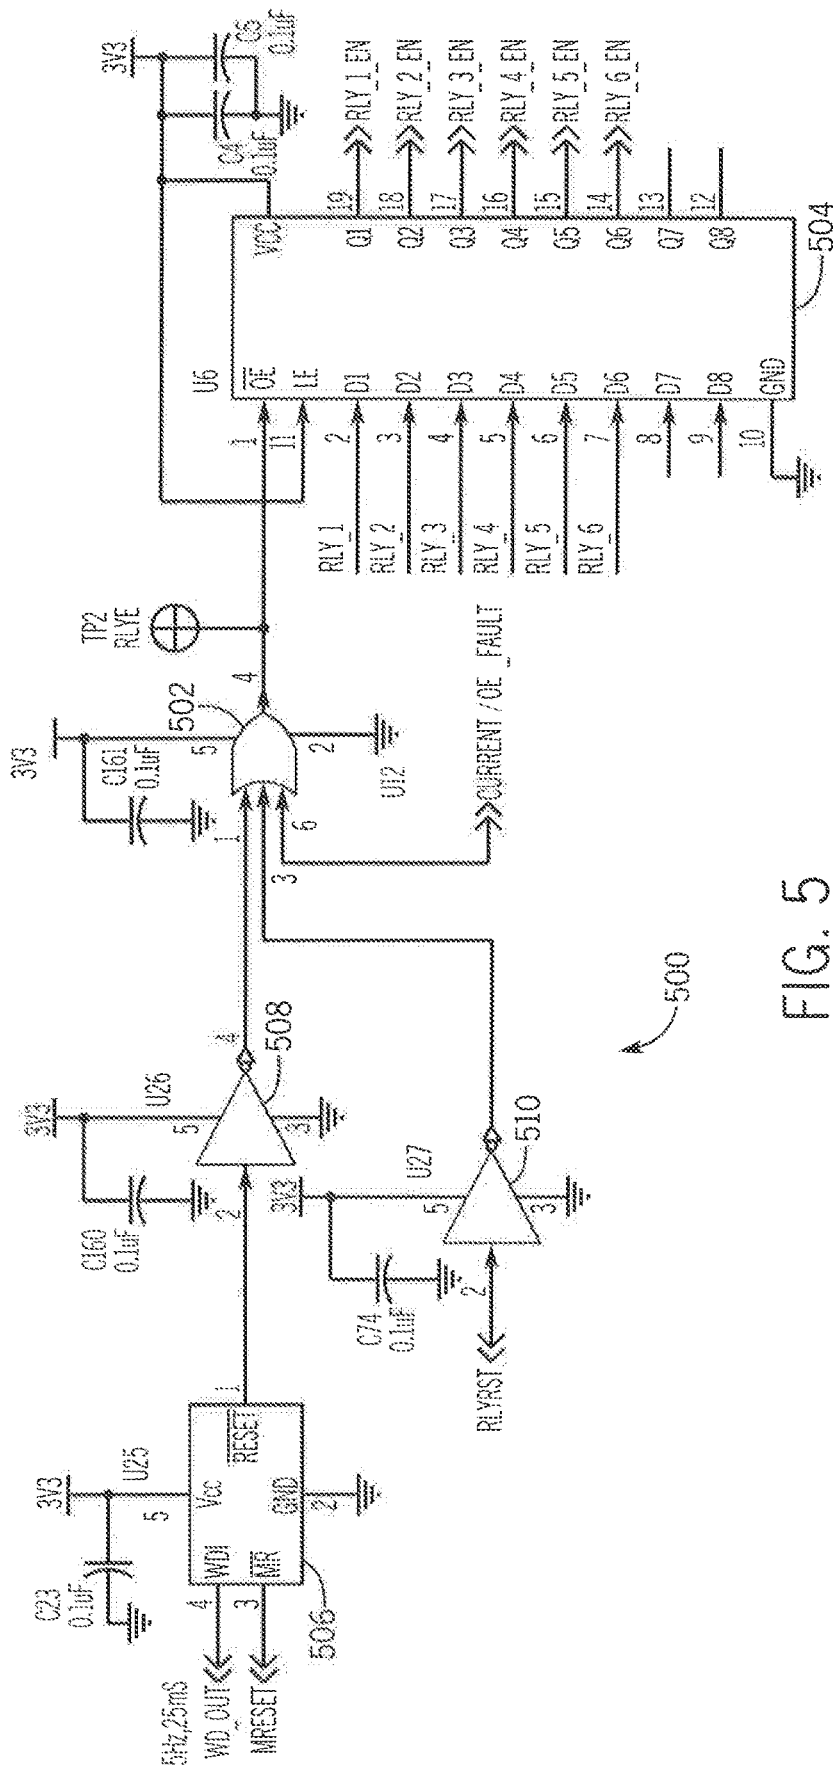 5Hz,25mS
WD_OUT
MRESET
4
3
WDI
MR
Vcc
GND
RESET
506
C23
0.1uF
3V3
5
U25
2
1
RLYRST
2
C160
0.1uF
3V3
U26
5
2
3
4
508
C74
0.1uF
3V3
U27
5
3
510
500
3V3
C161
0.1uF
5
502
1
3
6
2
U12
4
CURRENT / OE_FAULT
TP2
RLYE
RLY_1
RLY_2
RLY_3
RLY_4
RLY_5
RLY_6
U6
1
11
2
3
4
5
6
7
8
9
10
OE
LE
D1
D2
D3
D4
D5
D6
D7
D8
GND
VCC
Q1
Q2
Q3
Q4
Q5
Q6
Q7
Q8
19
18
17
16
15
14
13
12
504
3V3
C4
0.1uF
C5
0.1uF
RLY_1_EN
RLY_2_EN
RLY_3_EN
RLY_4_EN
RLY_5_EN
RLY_6_EN
FIG. 5